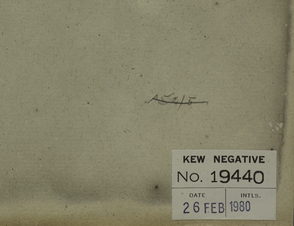 KEW NEGATIVE
No. 19440
DATE INTLS.
26 FEB 1980